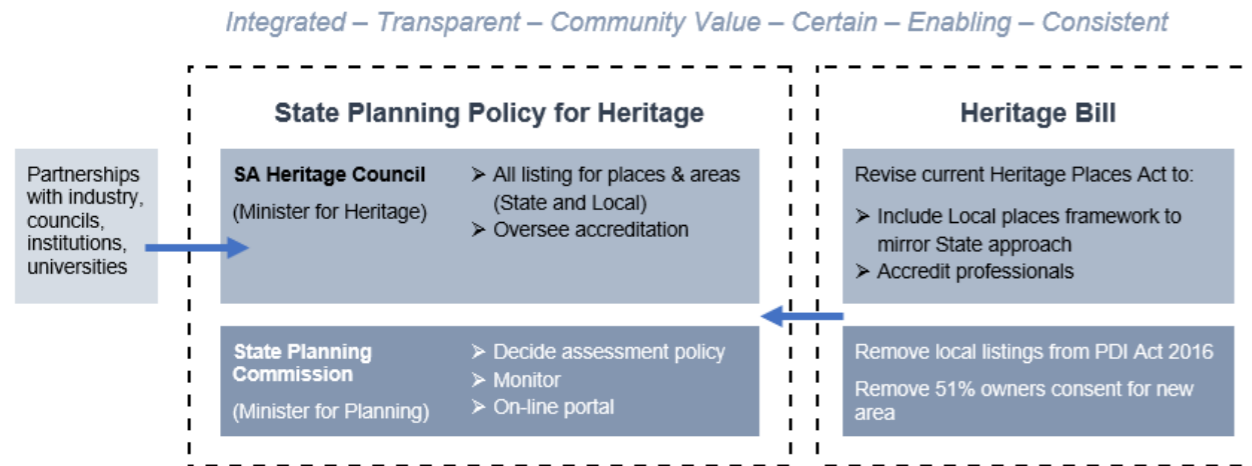 Integrated – Transparent – Community Value – Certain – Enabling – Consistent
State Planning Policy for Heritage
Heritage Bill
Partnerships
with industry,
councils,
institutions,
universities
SA Heritage Council
(Minister for Heritage)
➢ All listing for places & areas
(State and Local)
➢ Oversee accreditation
State Planning
Commission
(Minister for Planning)
➢ Decide assessment policy
➢ Monitor
➢ On-line portal
Revise current Heritage Places Act to:
➢ Include Local places framework to
mirror State approach
➢ Accredit professionals
Remove local listings from PDI Act 2016
Remove 51% owners consent for new
area